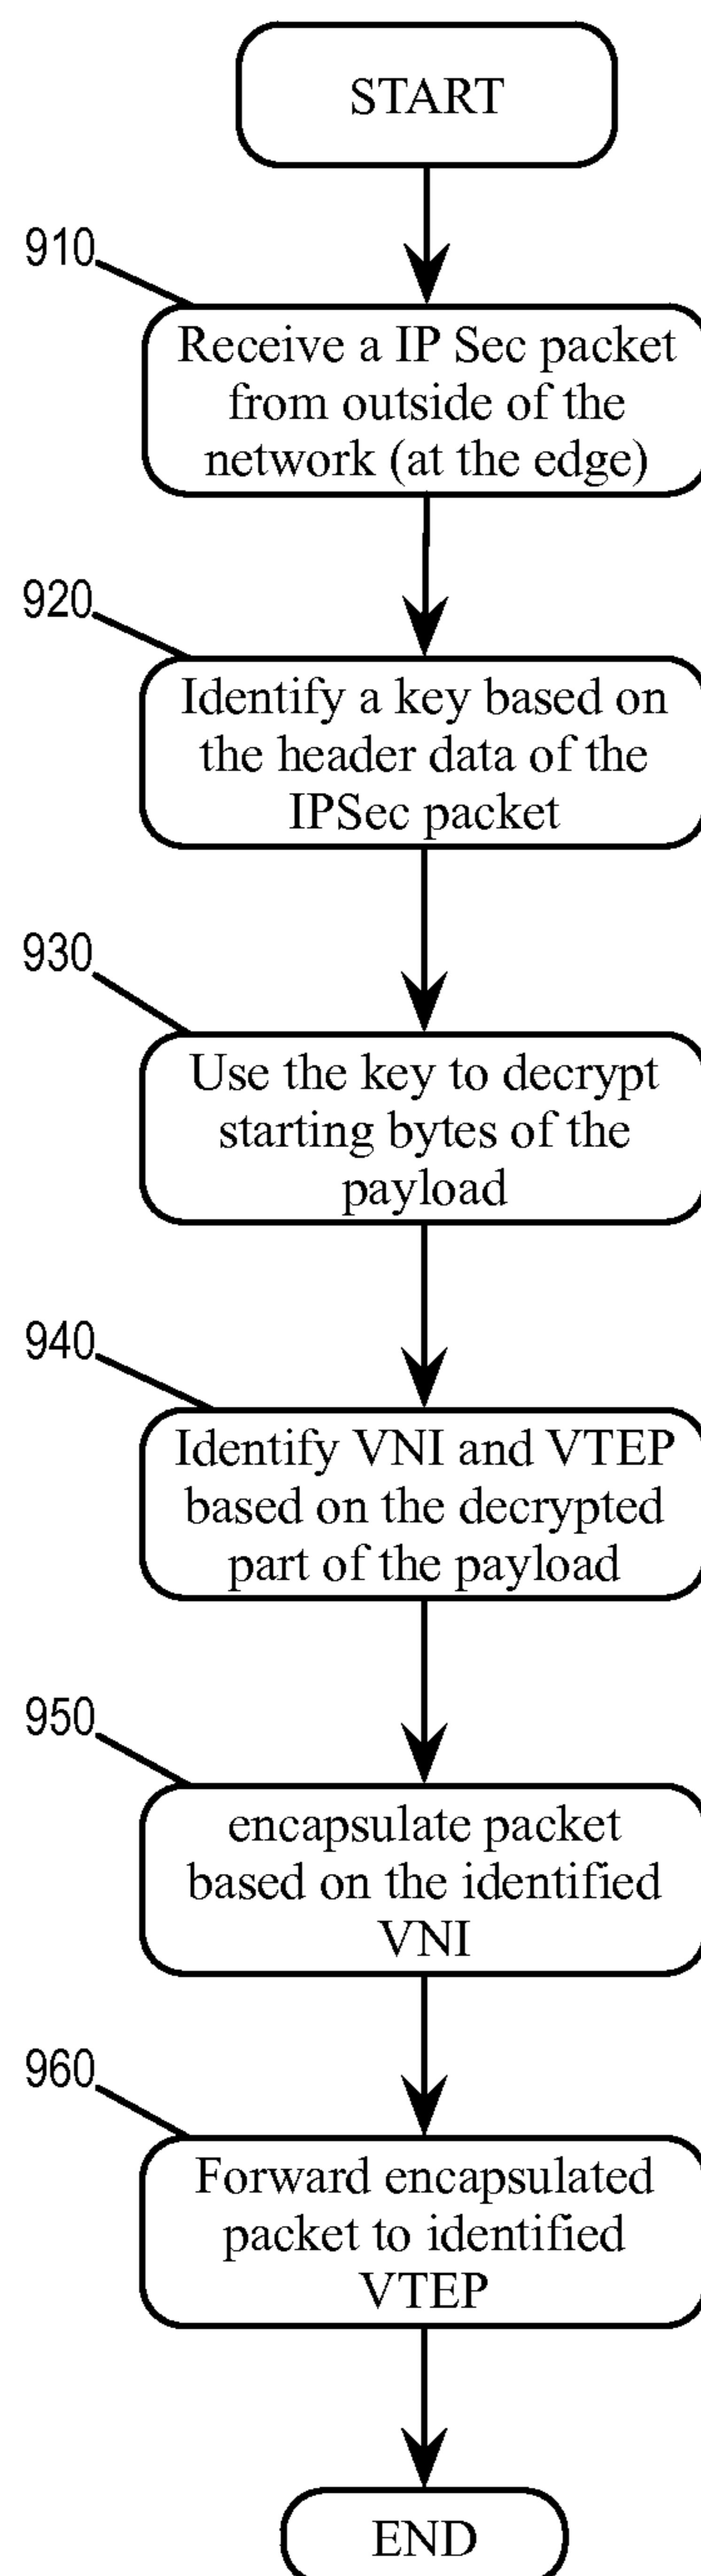 START
910
Receive a IP Sec packet
from outside of the
network (at the edge)
920
Identify a key based on
the header data of the
IPSec packet
930
Use the key to decrypt
starting bytes of the
payload
940
Identify VNI and VTEP
based on the decrypted
part of the payload
950
encapsulate packet
based on the identified
VNI
960
Forward encapsulated
packet to identified
VTEP
END